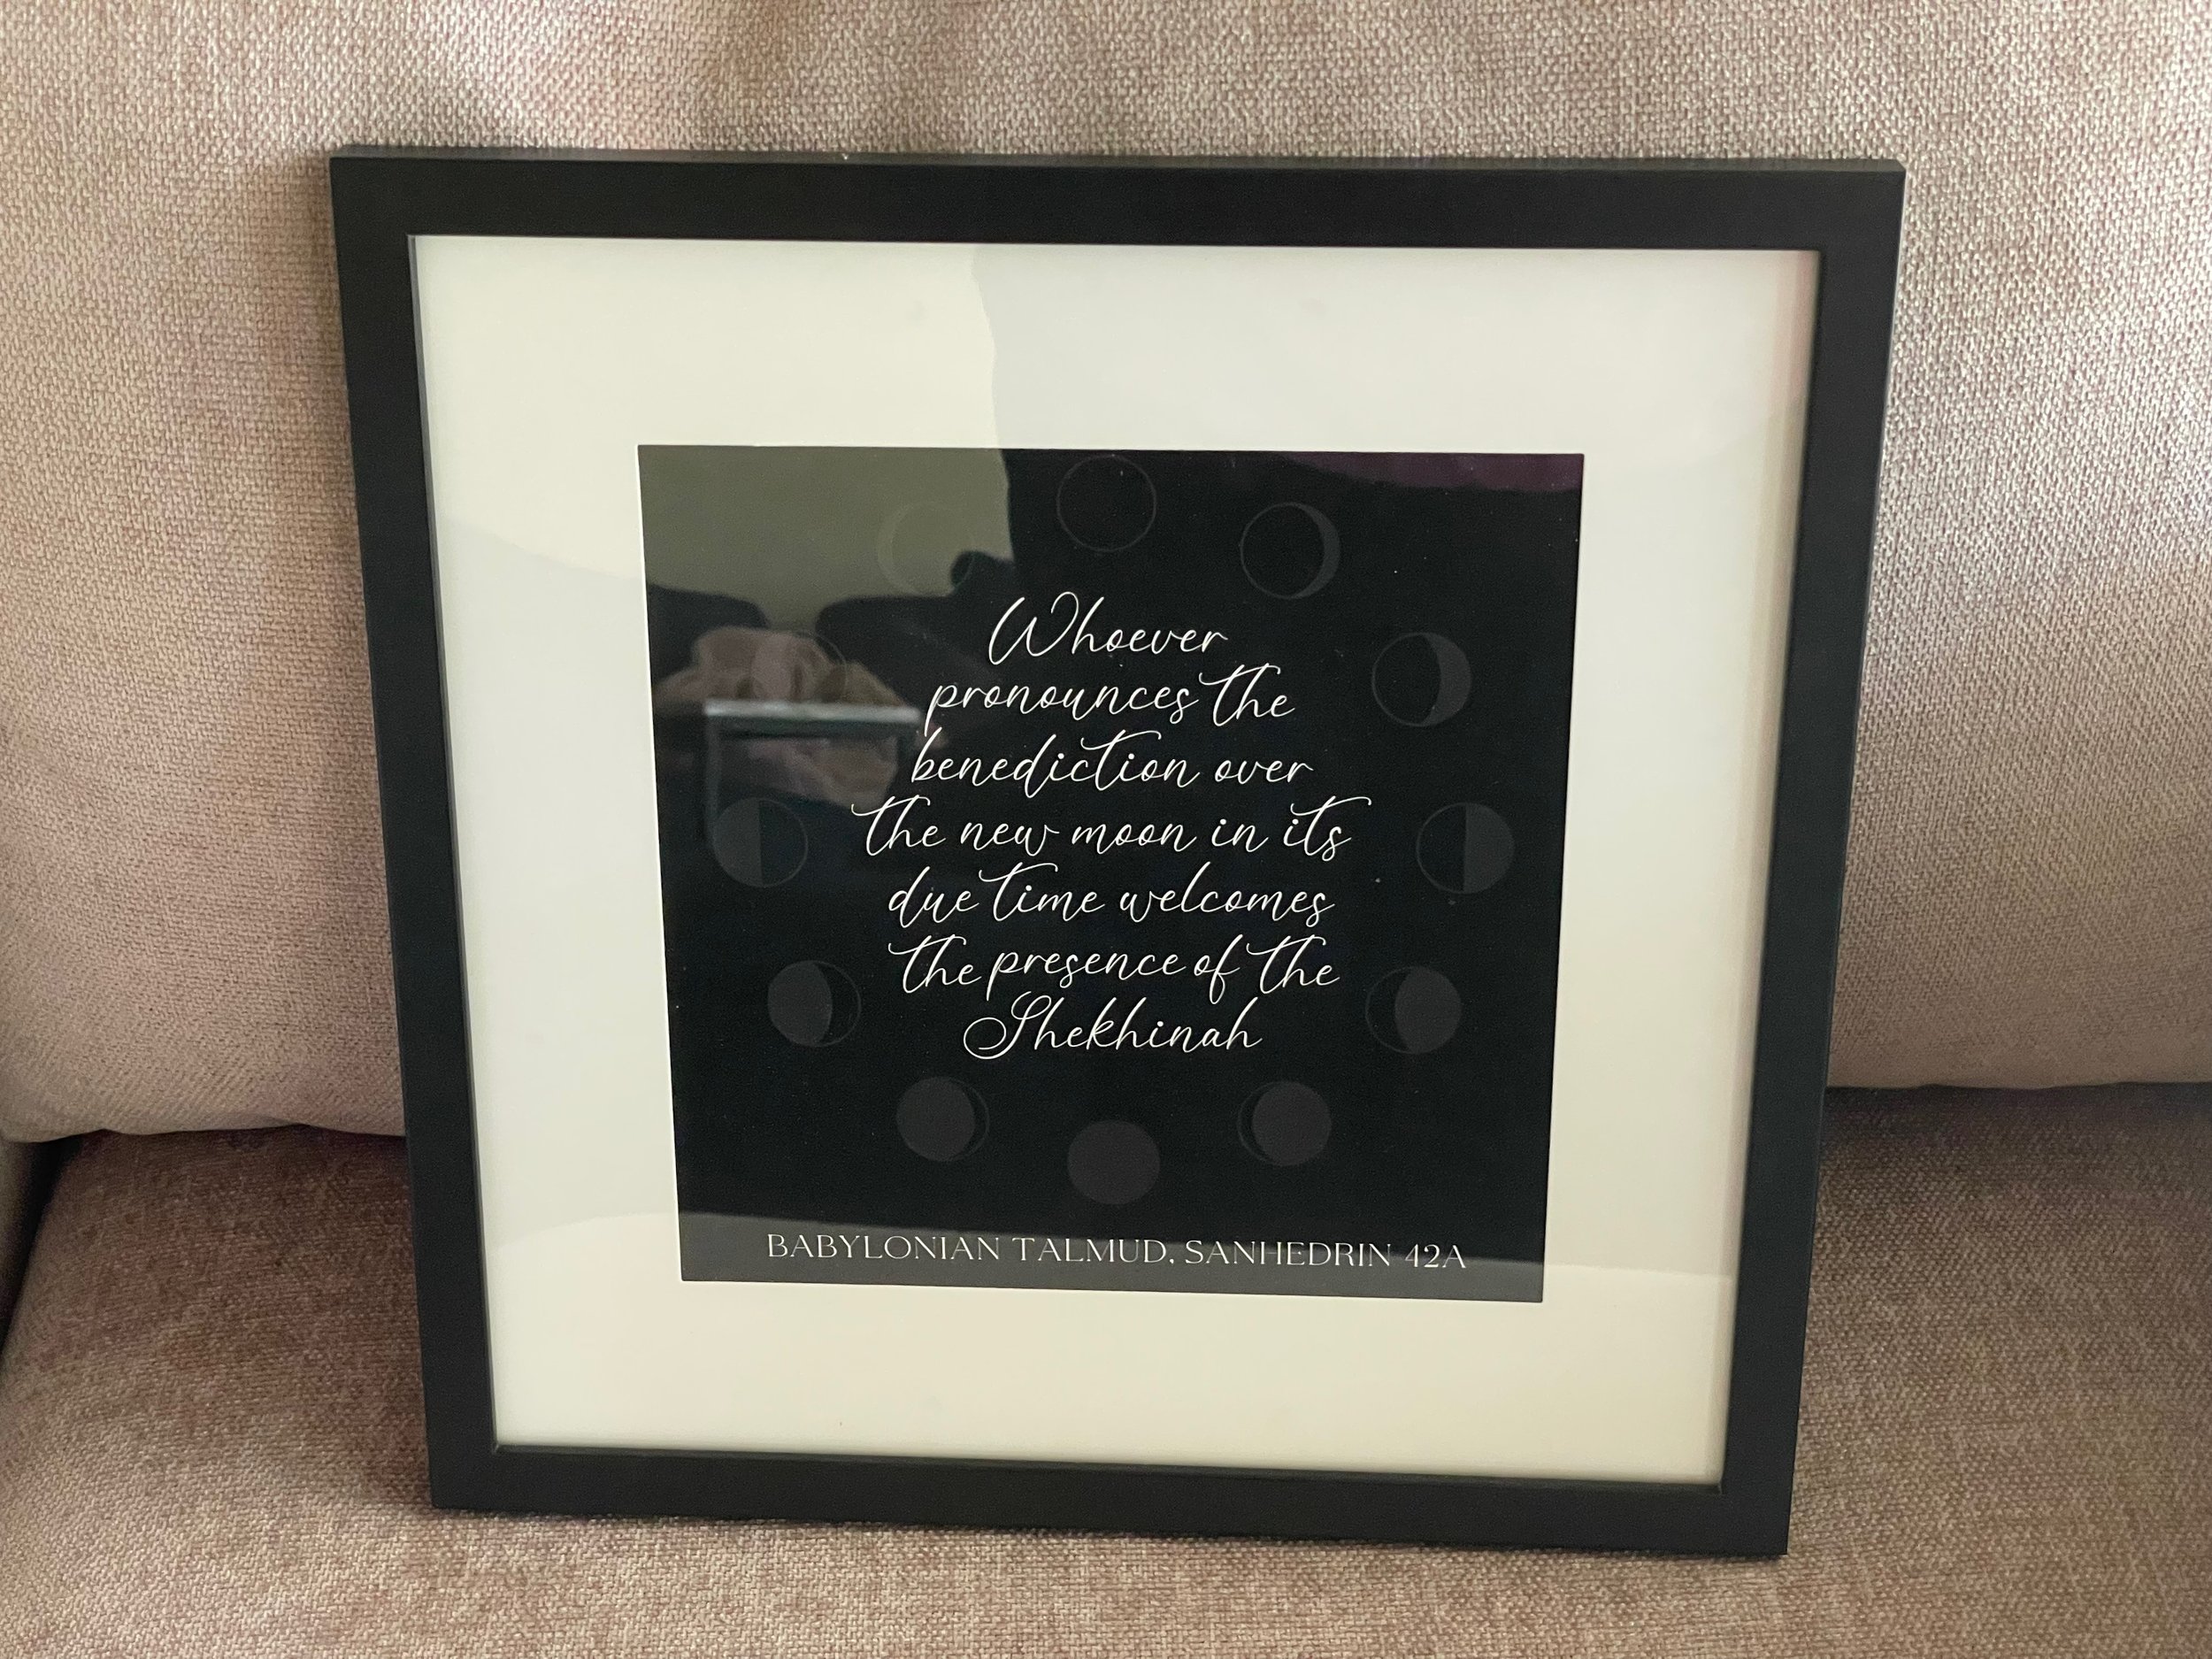 Whoever
pronounces the
benediction over
the new moon in its
due time welcomes
the presence of the
Shekhinah
BABYLONIAN TALMUD, SANHEDRIN 42A